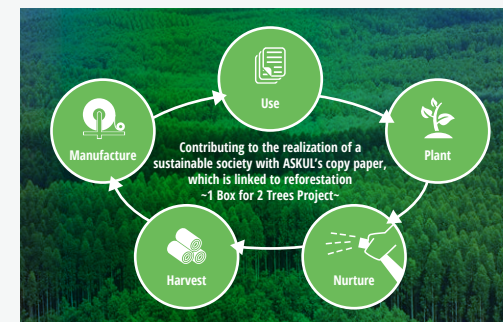 Use
Manufacture
Plant
Contributing to the realization of a
sustainable society with ASKUL's copy paper,
which is linked to reforestation
~1 Box for 2 Trees Project~
Harvest
Nurture